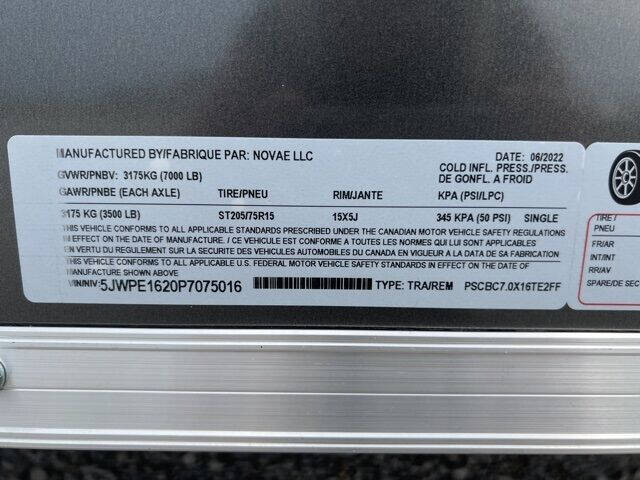 MANUFACTURED BY/FABRIQUE PAR: NOVAE LLC
DATE: 06/2022
GVWR/PNBV: 3175KG (7000 LB)
COLD INFL. PRESS./PRESS.
DE GONFL. A FROID
GAWR/PNBE (EACH AXLE) TIRE/PNEU RIM/JANTE KPA (PSI/LPC)
3175 KG (3500 LB) ST205/75R15 15X5J 345 KPA (50 PSI) SINGLE
THIS VEHICLE CONFORMS TO ALL APPLICABLE STANDARDS PRESCRIBED UNDER THE CANADIAN MOTOR VEHICLE SAFETY REGULATIONS
IN EFFECT ON THE DATE OF MANUFACTURE. / CE VEHICULE EST CONFORME A TOUTES LES NORMES QUI LUI SONT APPLICABLES
EN VERTU DU REGLEMENT SUR LA SECURITE DES VEHICULES AUTOMOBILES DU CANADA EN VIGUEUR A LA DATE DE SA FABRICATION
THIS VEHICLE CONFORMS TO ALL APPLICABLE U.S. FEDERAL MOTOR VEHICLE SAFETY STANDARDS IN EFFECT ON THE DATE OF
MANUFACTURE SHOWN ABOVE.
VIN/NIV: 5JWPE1620P7075016 TYPE: TRA/REM PSCBC7.0X16TE2FF
TIRE /
PNEU
FR/AR
INT/INT
RR/AV
SPARE/DE SEC